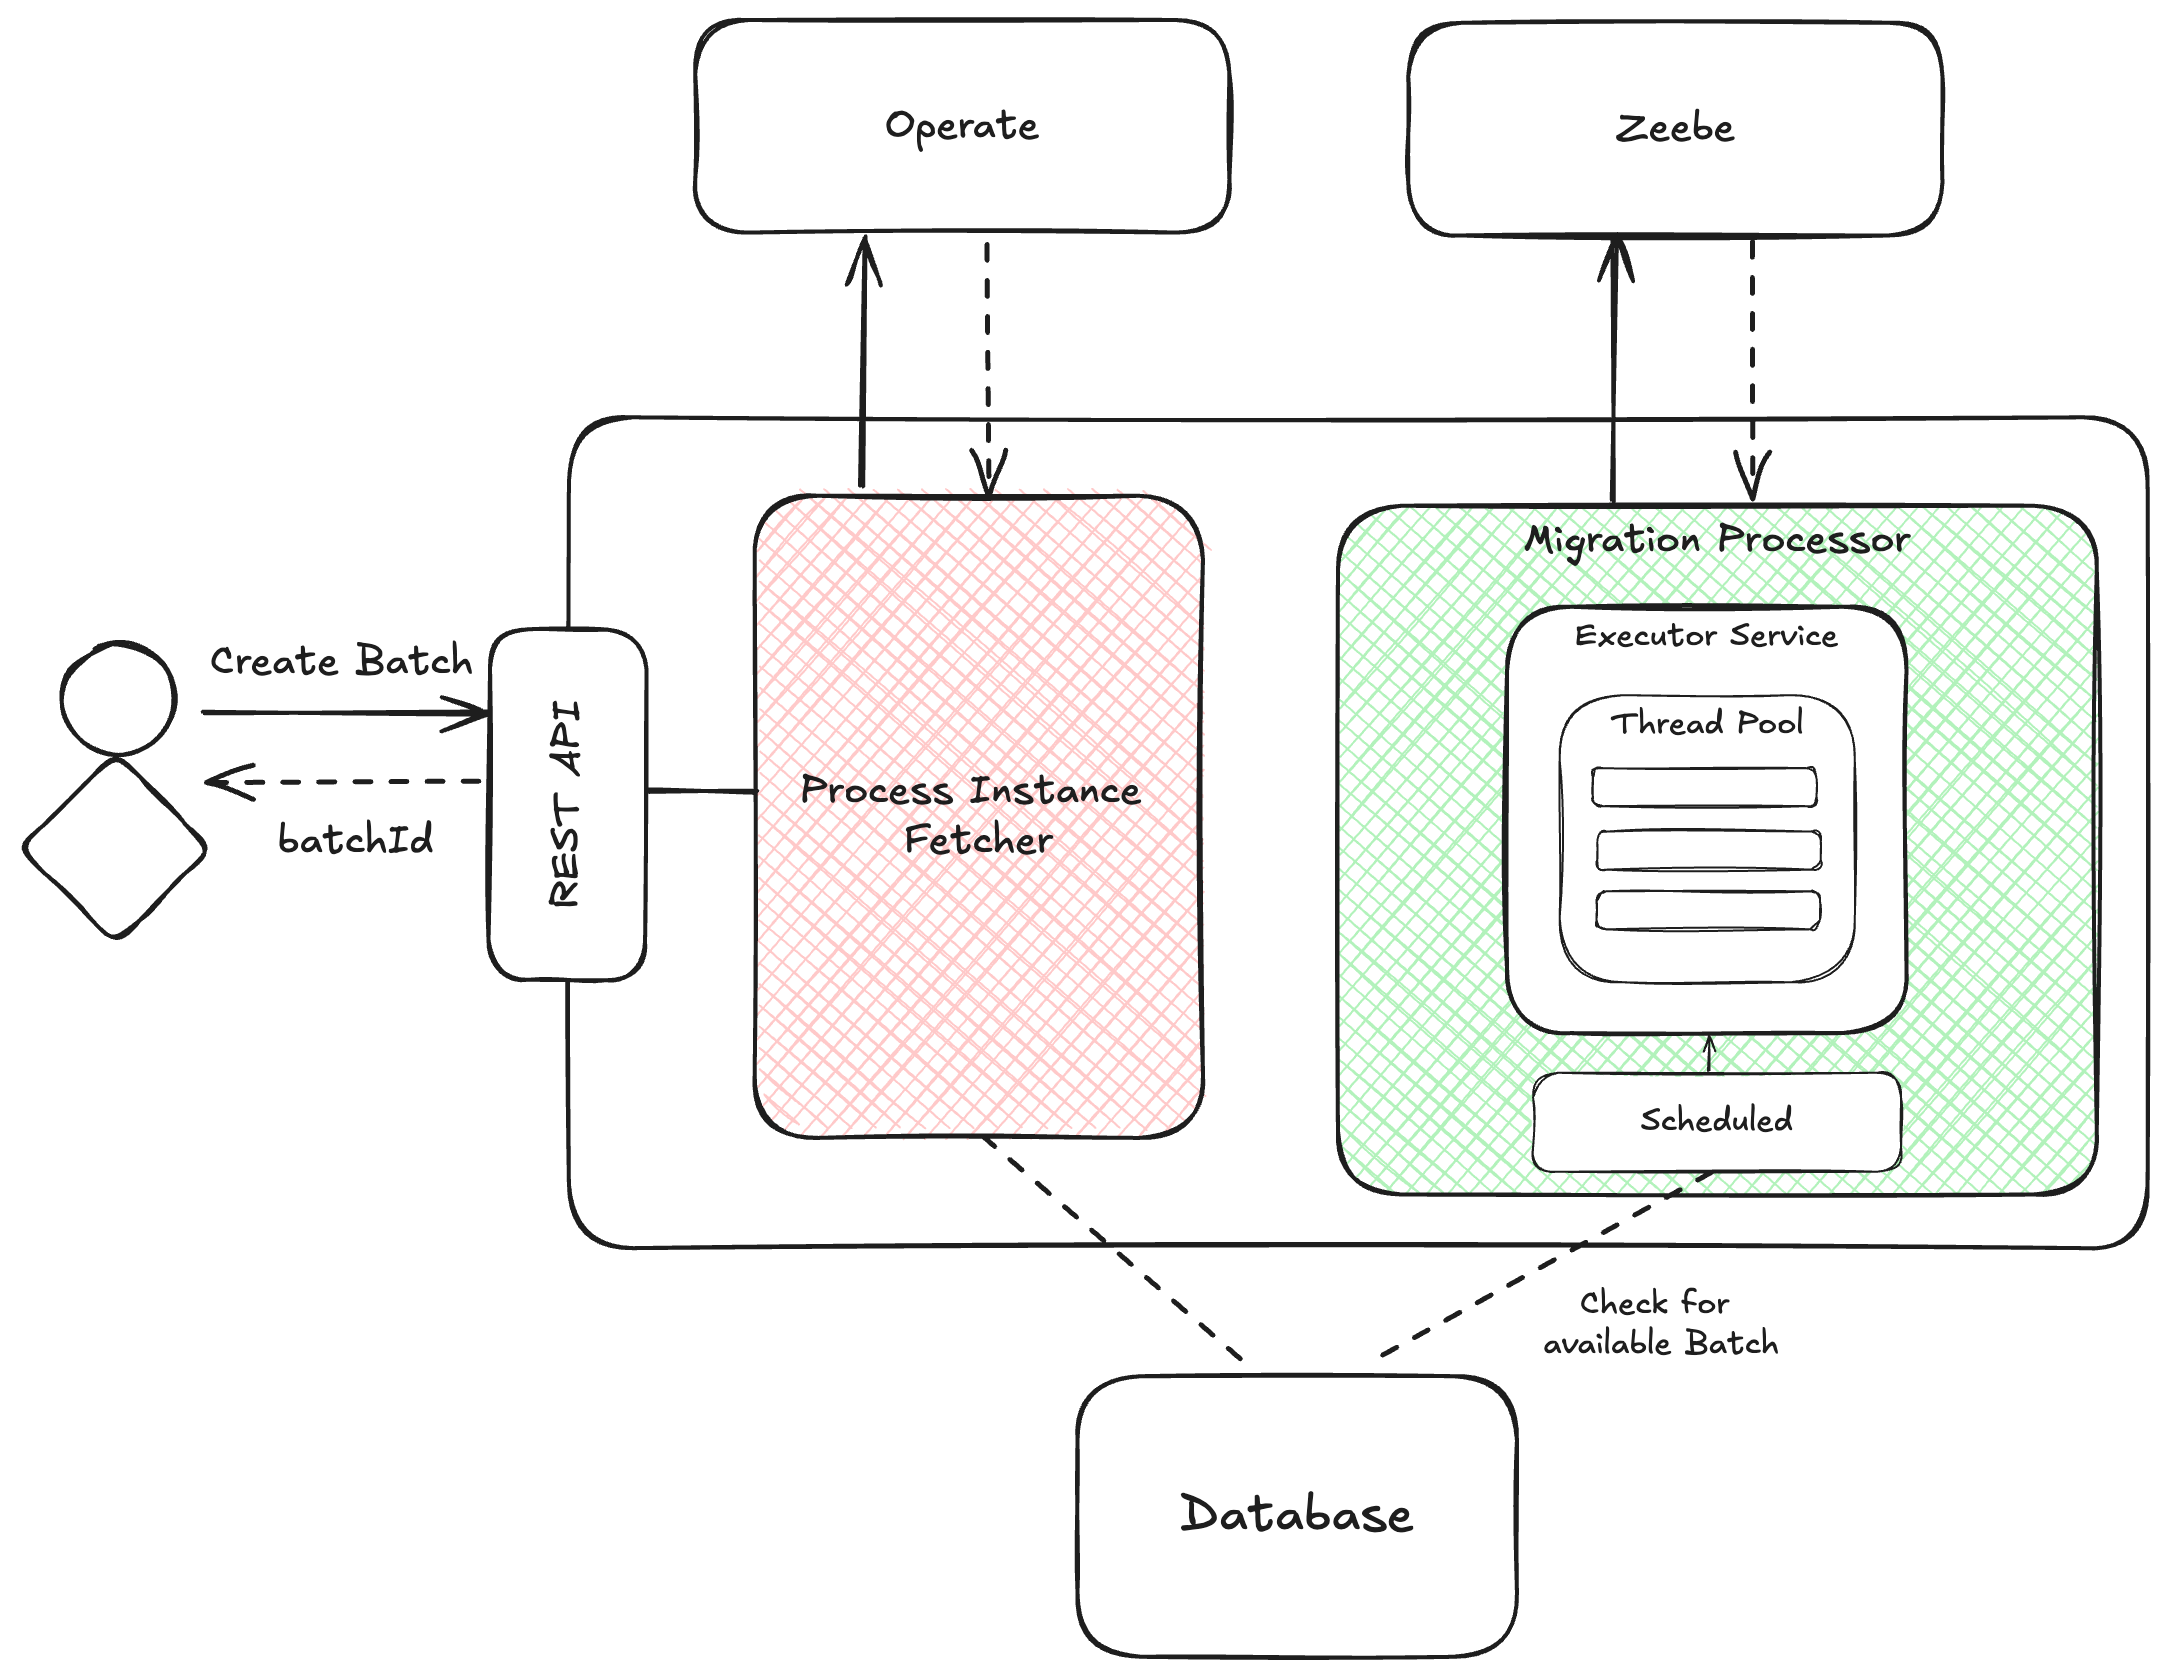 Operate
Zeebe
Migration Processor
Executor Service
Create Batch
Thread Pool
REST API
Process Instance
Fetcher
batchId
Scheduled
Check for
available Batch
Database